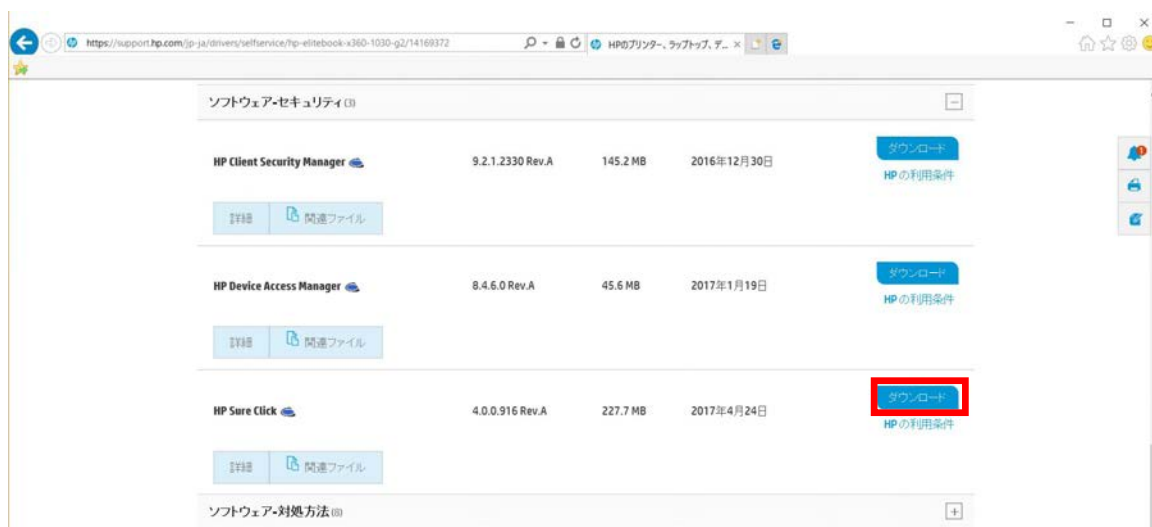 https://support.hp.com/jp-ja/drivers/selfservice/hp-elitebook-x360-1030-g2/14169372
HPのプリンター、ラップトップ、デ...
ソフトウェア-セキュリティ(3)
HP Client Security Manager 9.2.1.2330 Rev.A 145.2 MB 2016年12月30日 ダウンロード
HP の利用条件
詳細 関連ファイル
HP Device Access Manager 8.4.6.0 Rev.A 45.6 MB 2017年1月19日 ダウンロード
HP の利用条件
詳細 関連ファイル
HP Sure Click 4.0.0.916 Rev.A 227.7 MB 2017年4月24日 ダウンロード
HP の利用条件
詳細 関連ファイル
ソフトウェア-対処方法(8)